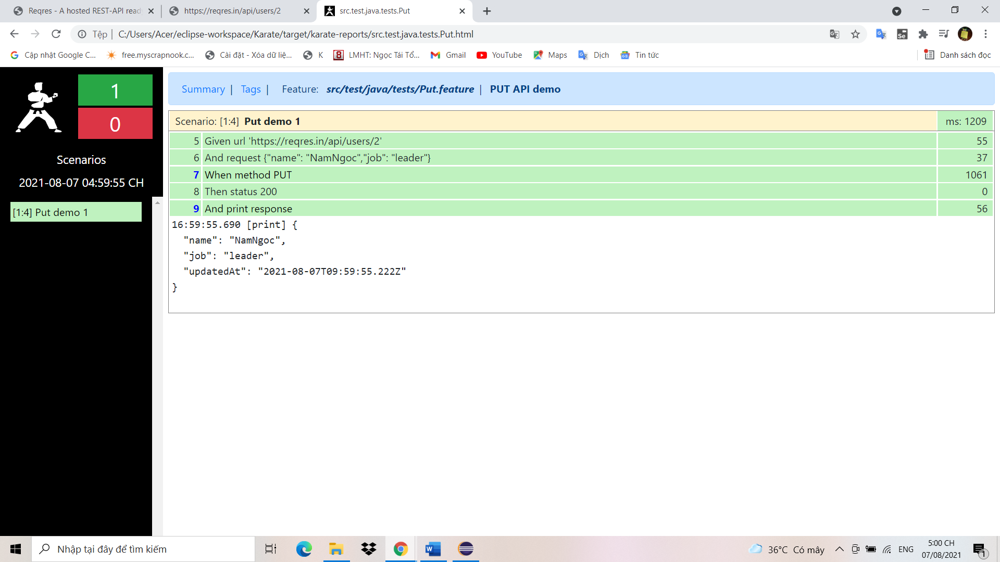 Reqres - A hosted REST-API read
https://reqres.in/api/users/2
src.test.java.tests.Put
Tệp
C:/Users/Acer/eclipse-workspace/Karate/target/karate-reports/src.test.java.tests.Put.html
Se
Cập nhật Google C...
free.myscrapnook.c...
Cài đặt - Xóa dữ liệ...
K
LMHT: Ngọc Tái Tổ...
Gmail
YouTube
Maps
Dịch
Tin tức
Danh sách đọc
1
0
Scenarios
2021-08-07 04:59:55 CH
[1:4] Put demo 1
Summary | Tags | Feature: src/test/java/tests/Put.feature | PUT API demo
Scenario: [1:4] Put demo 1 ms: 1209
5 Given url 'https://reqres.in/api/users/2' 55
6 And request {"name": "NamNgoc","job": "leader"} 37
7 When method PUT 1061
8 Then status 200 0
9 And print response 56
16:59:55.690 [print] {
"name": "NamNgoc",
"job": "leader",
"updatedAt": "2021-08-07T09:59:55.222Z"
}
Nhập tại đây để tìm kiếm
36°C Có mây
ENG
5:00 CH
07/08/2021
1